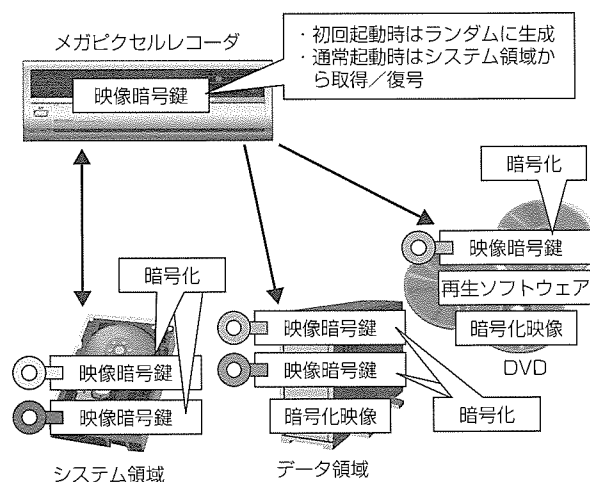 メガピクセルレコーダ
・初回起動時はランダムに生成
・通常起動時はシステム領域か
ら取得／復号
映像暗号鍵
暗号化
映像暗号鍵
再生ソフトウェア
暗号化映像
DVD
暗号化
映像暗号鍵
映像暗号鍵
システム領域
映像暗号鍵
映像暗号鍵
暗号化映像
暗号化
データ領域